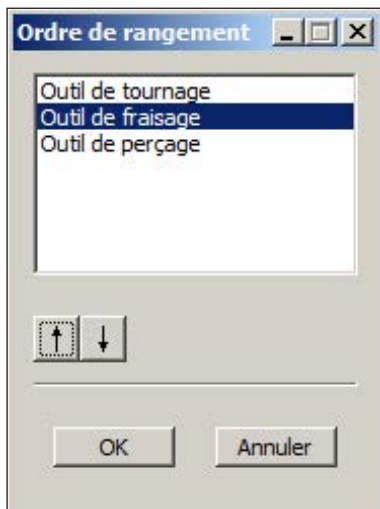 Ordre de rangement
Outil de tournage
Outil de fraisage
Outil de perçage
OK
Annuler